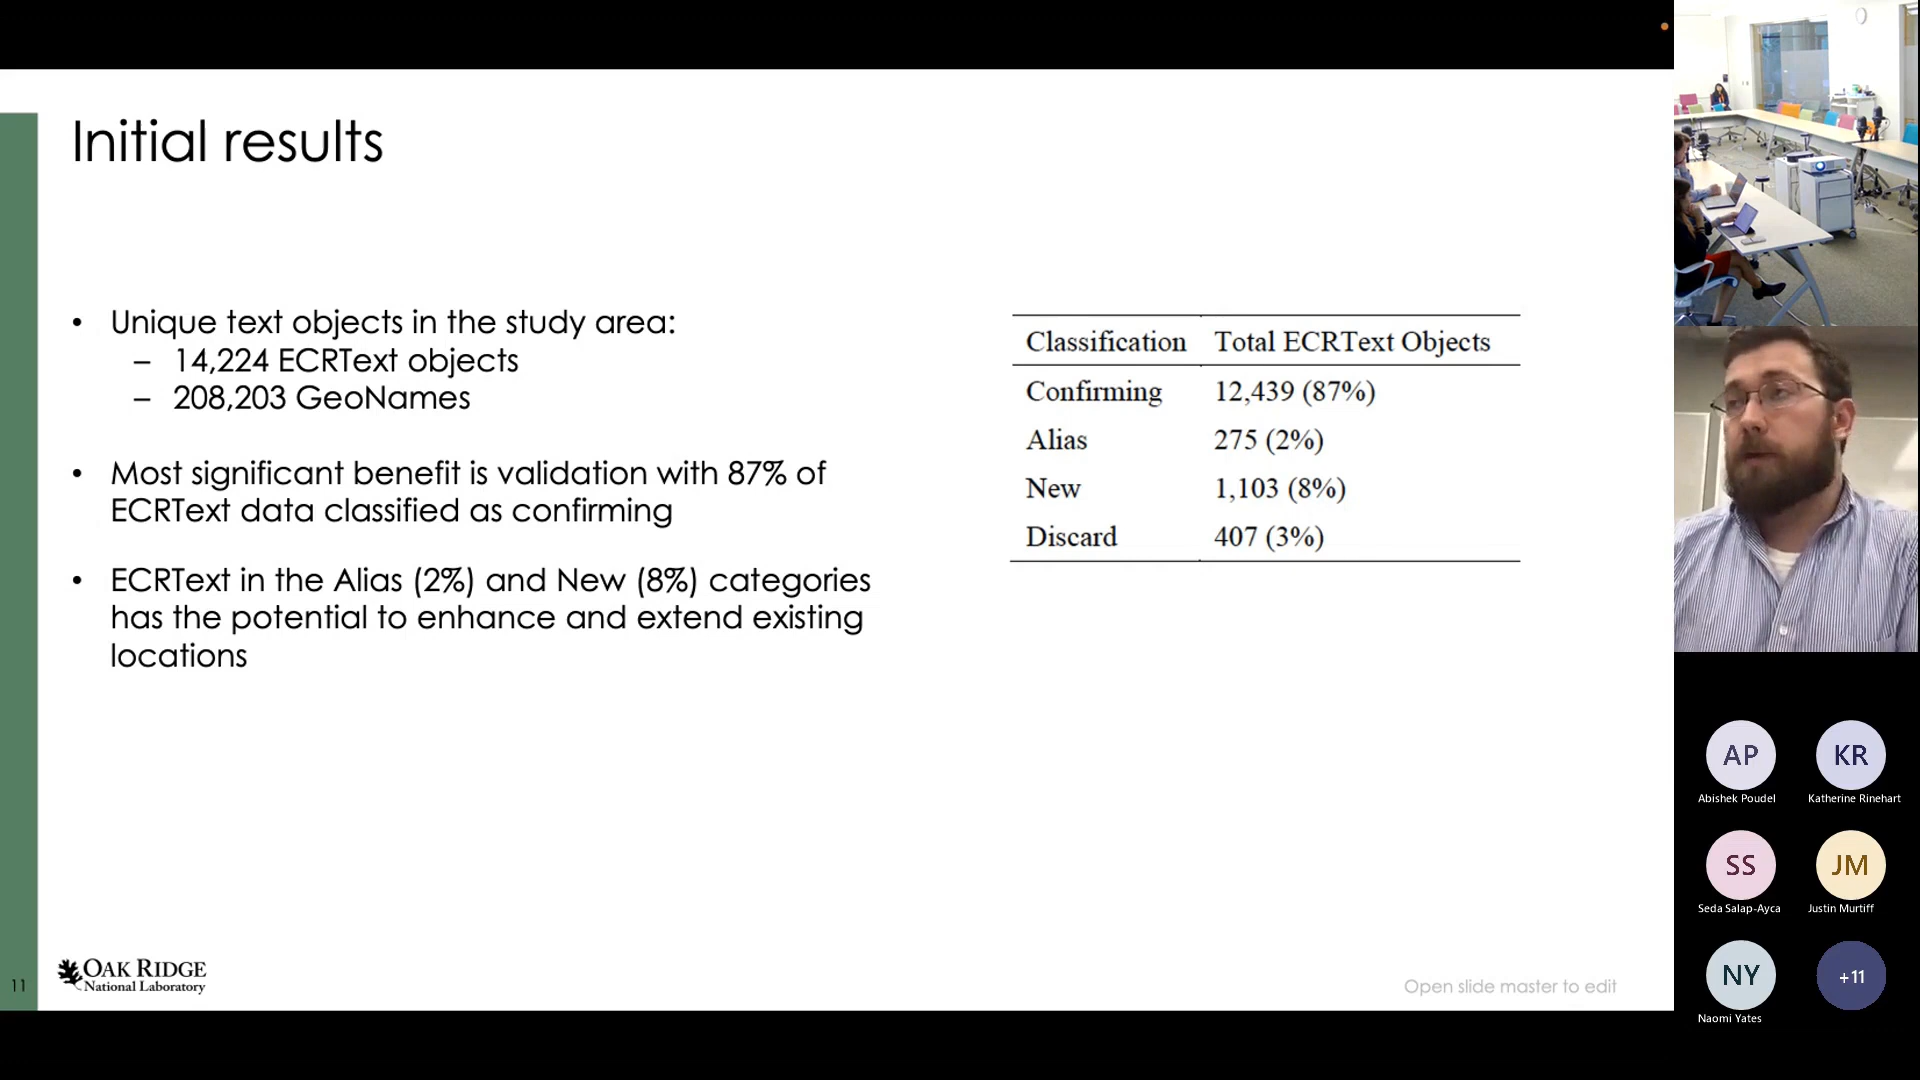 Initial results
• Unique text objects in the study area:
– 14,224 ECRText objects
– 208,203 GeoNames
• Most significant benefit is validation with 87% of
ECRText data classified as confirming
• ECRText in the Alias (2%) and New (8%) categories
has the potential to enhance and extend existing
locations
Classification Total ECRText Objects
Confirming 12,439 (87%)
Alias 275 (2%)
New 1,103 (8%)
Discard 407 (3%)
11
OAK RIDGE
National Laboratory
Open slide master to edit
AP KR
Abishek Poudel Katherine Rinehart
SS JM
Seda Salap-Ayca Justin Murtiff
NY +11
Naomi Yates